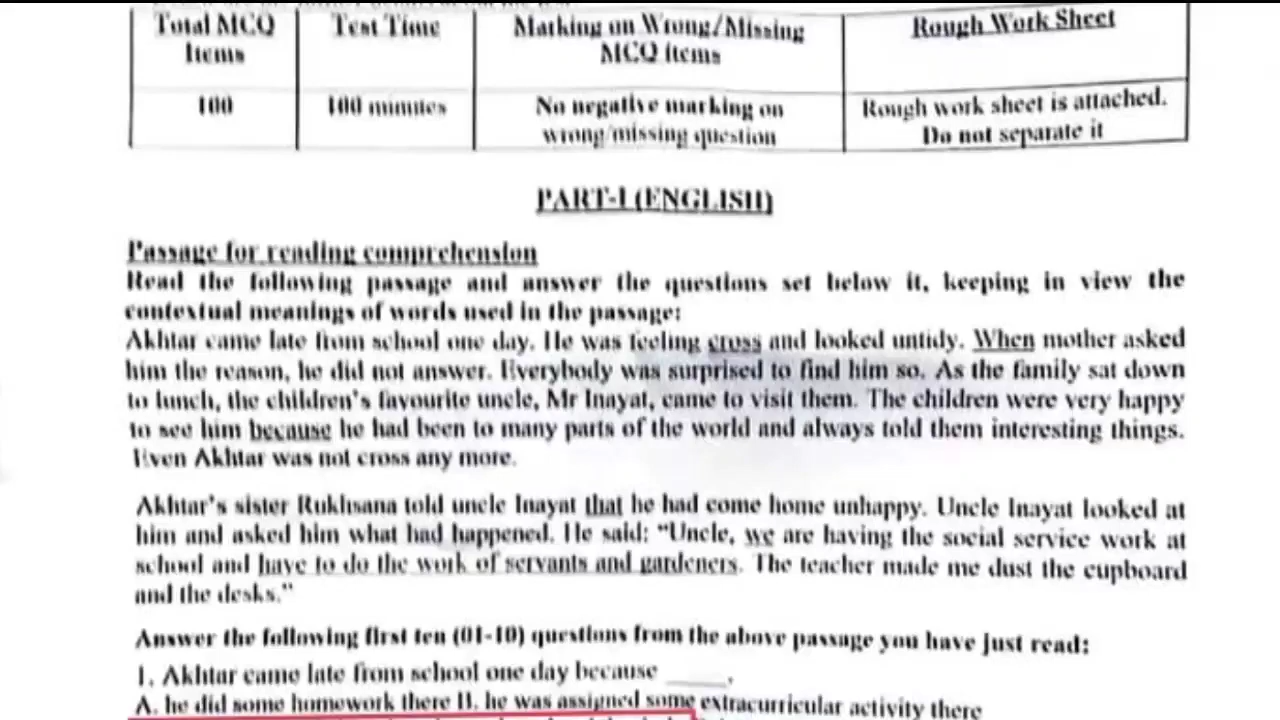 Total MCQ Items
Test Time
Marking on Wrong/Missing MCQ items
Rough Work Sheet
100
100 minutes
No negative marking on wrong/missing question
Rough work sheet is attached. Do not separate it
PART-I (ENGLISH)
Passage for reading comprehension
Read the following passage and answer the questions set below it, keeping in view the
contextual meanings of words used in the passage:
Akhtar came late from school one day. He was feeling cross and looked untidy. When mother asked
him the reason, he did not answer. Everybody was surprised to find him so. As the family sat down
to lunch, the children's favourite uncle, Mr Inayat, came to visit them. The children were very happy
to see him because he had been to many parts of the world and always told them interesting things.
Even Akhtar was not cross any more.
Akhtar's sister Rukhsana told uncle Inayat that he had come home unhappy. Uncle Inayat looked at
him and asked him what had happened. He said: "Uncle, we are having the social service work at
school and have to do the work of servants and gardeners. The teacher made me dust the cupboard
and the desks."
Answer the following first ten (01-10) questions from the above passage you have just read:
1. Akhtar came late from school one day because _____.
A. he did some homework there B. he was assigned some extracurricular activity there